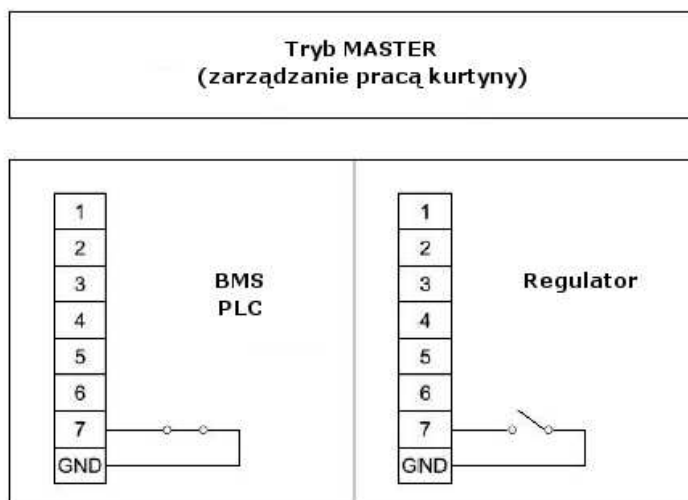 Tryb MASTER
(zarządzanie pracą kurtyny)
1
2
3
4
5
6
7
GND
BMS
PLC
1
2
3
4
5
6
7
GND
Regulator